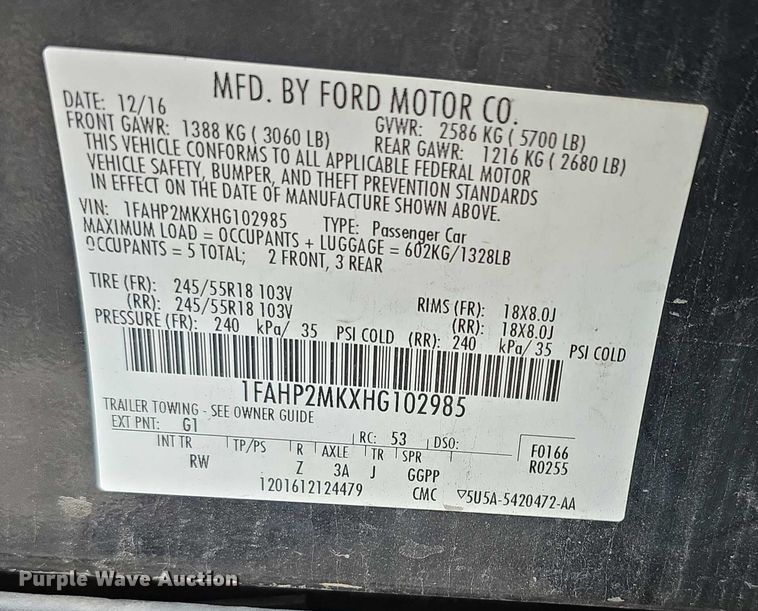 MFD. BY FORD MOTOR CO.
DATE: 12/16 GVWR: 2586 KG ( 5700 LB)
FRONT GAWR: 1388 KG ( 3060 LB) REAR GAWR: 1216 KG ( 2680 LB)
THIS VEHICLE CONFORMS TO ALL APPLICABLE FEDERAL MOTOR
VEHICLE SAFETY, BUMPER, AND THEFT PREVENTION STANDARDS
IN EFFECT ON THE DATE OF MANUFACTURE SHOWN ABOVE.
VIN: 1FAHP2MKXHG102985 TYPE: Passenger Car
MAXIMUM LOAD = OCCUPANTS + LUGGAGE = 602KG/1328LB
OCCUPANTS = 5 TOTAL; 2 FRONT, 3 REAR
TIRE (FR): 245/55R18 103V RIMS (FR): 18X8.0J
(RR): 245/55R18 103V (RR): 18X8.0J
PRESSURE (FR): 240 kPa/ 35 PSI COLD (RR): 240 kPa/ 35 PSI COLD
1FAHP2MKXHG102985
TRAILER TOWING - SEE OWNER GUIDE
EXT PNT: G1 RC: 53 DSO: F0166
INT TR TP/PS R AXLE TR SPR R0255
RW Z 3A J GGPP
1201612124479 CMC ▽5U5A-5420472-AA
Purple Wave Auction